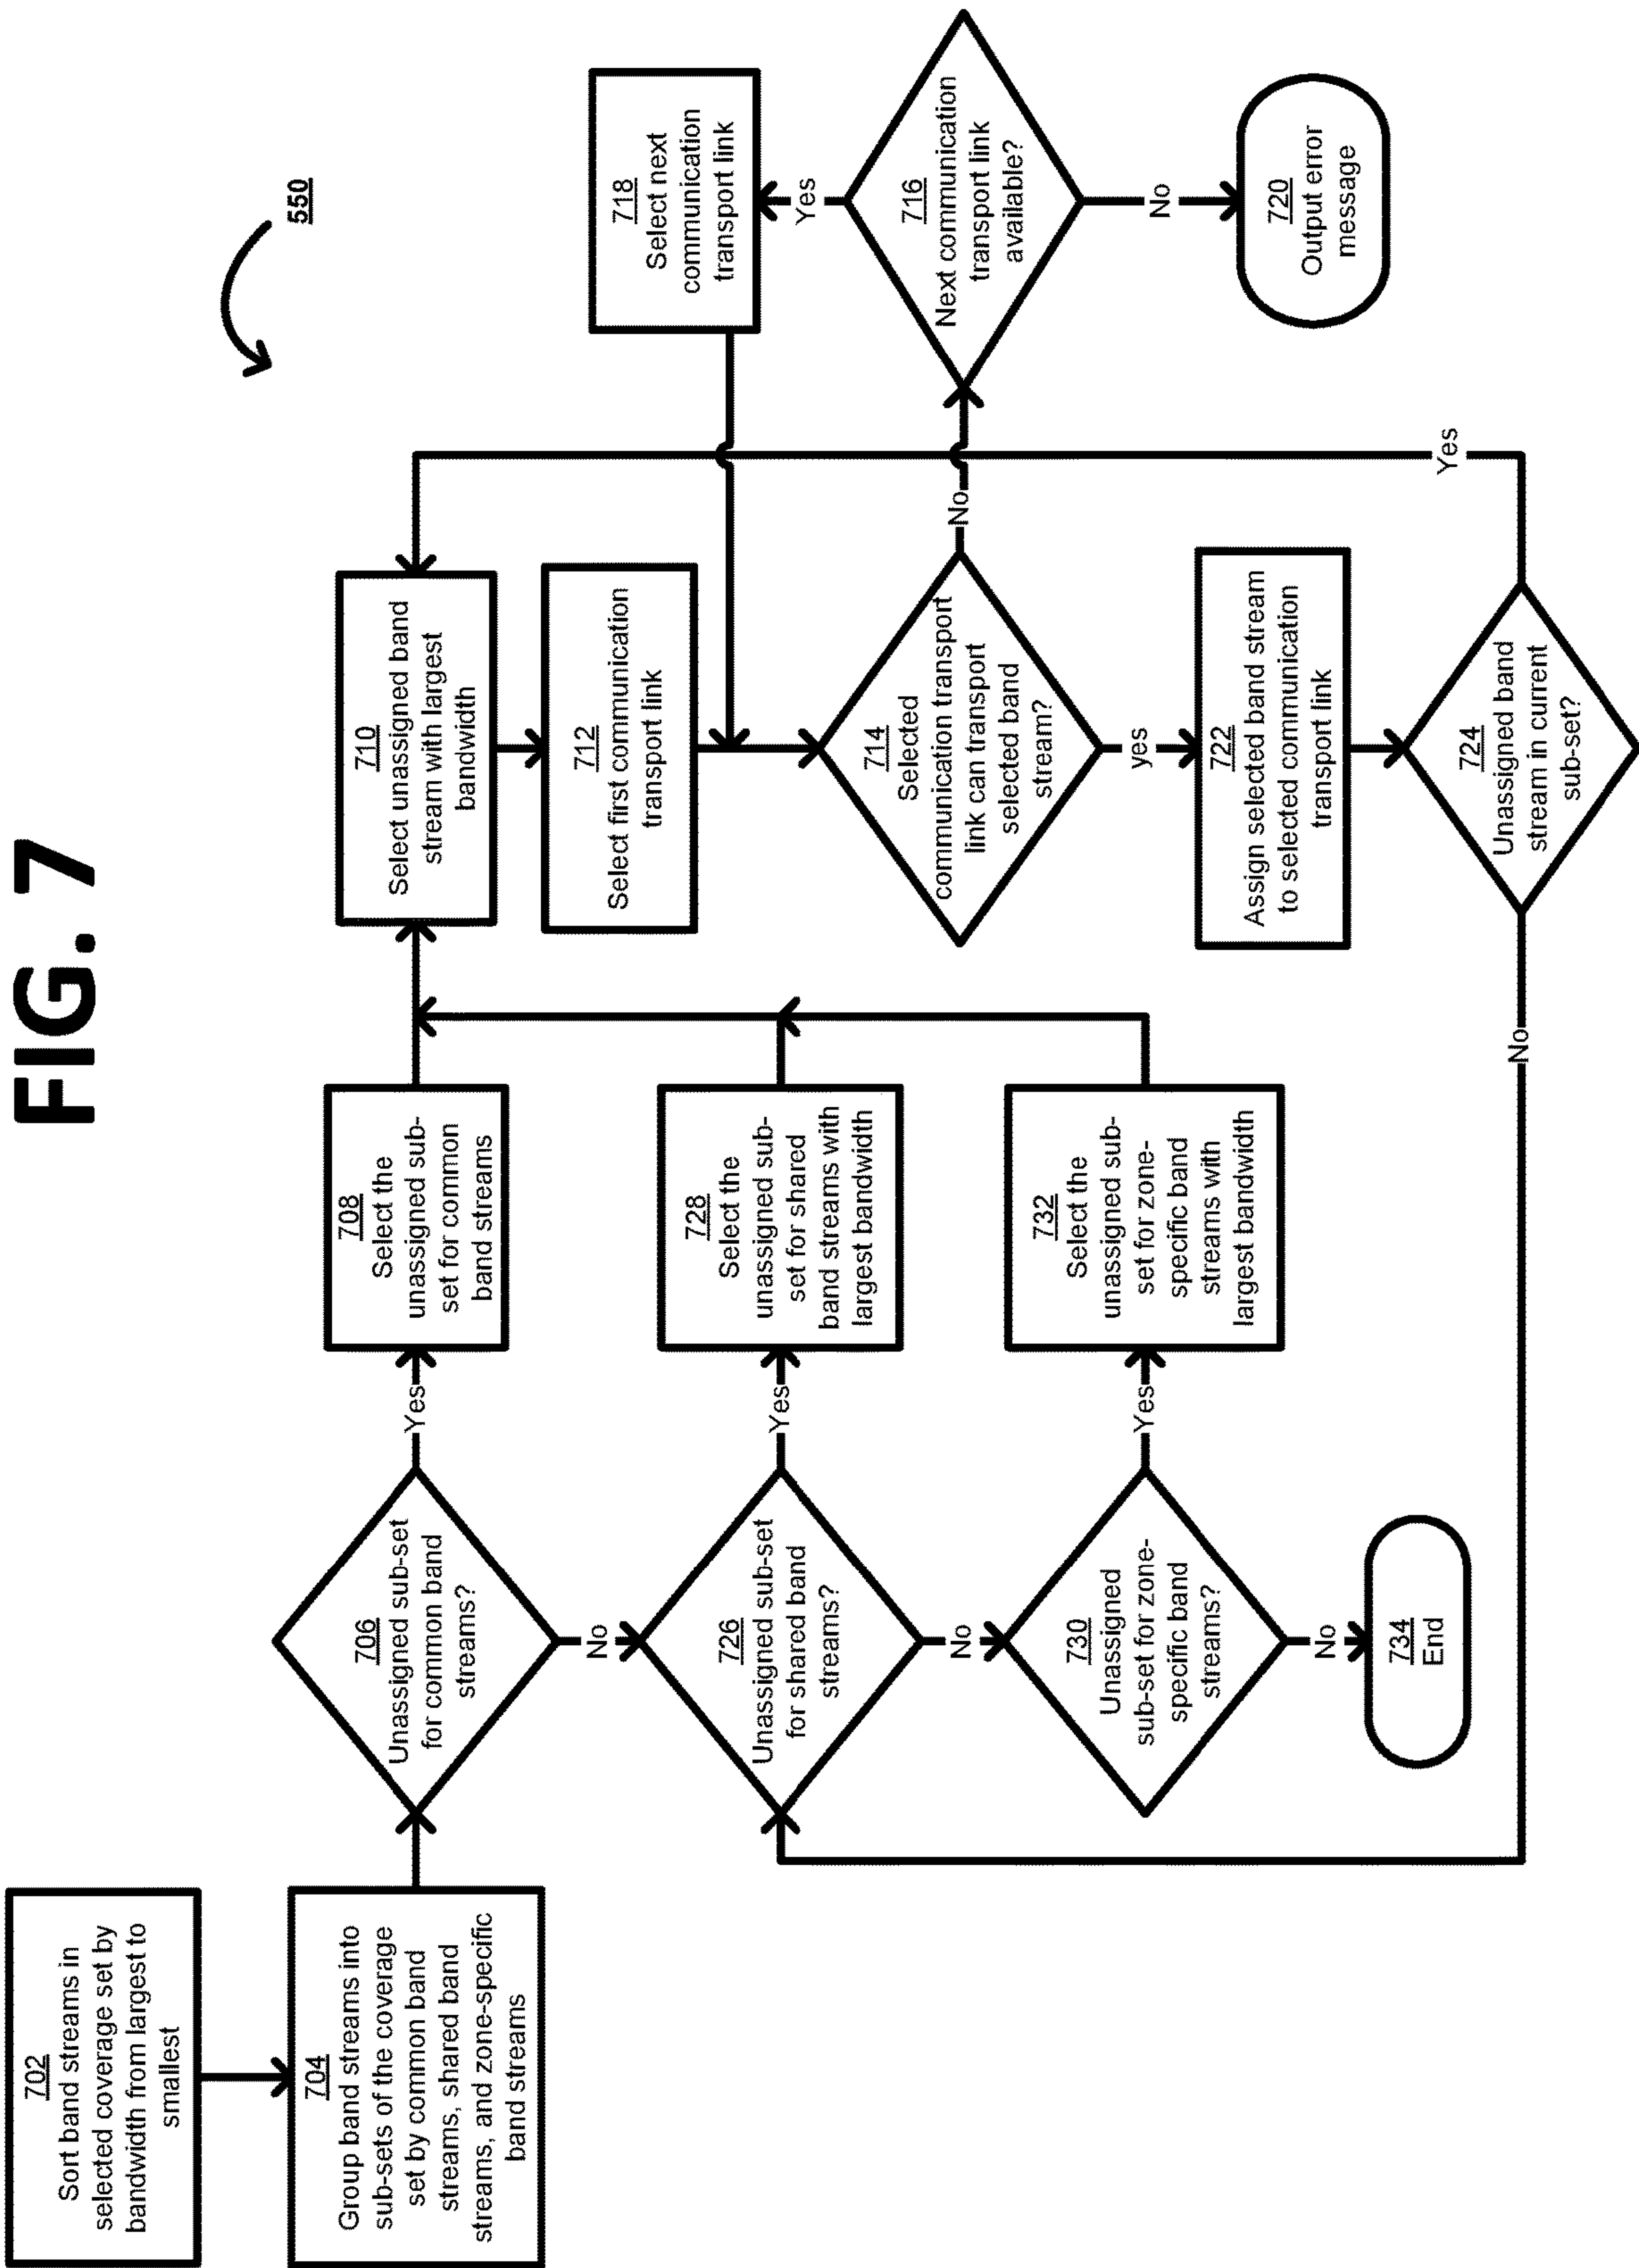 FIG. 7
550
702
Sort band streams in
selected coverage set by
bandwidth from largest to
smallest
704
Group band streams into
sub-sets of the coverage
set by common band
streams, shared band
streams, and zone-specific
band streams
706
Unassigned sub-set
for common band
streams?
Yes
No
708
Select the
unassigned sub-
set for common
band streams
710
Select unassigned band
stream with largest
bandwidth
712
Select first communication
transport link
714
Selected
communication transport
link can transport
selected band
stream?
No
yes
716
Next communication
transport link
available?
Yes
No
718
Select next
communication
transport link
720
Output error
message
722
Assign selected band stream
to selected communication
transport link
724
Unassigned band
stream in current
sub-set?
Yes
No
726
Unassigned sub-set
for shared band
streams?
Yes
No
728
Select the
unassigned sub-
set for shared
band streams with
largest bandwidth
730
Unassigned
sub-set for zone-
specific band
streams?
Yes
No
732
Select the
unassigned sub-
set for zone-
specific band
streams with
largest bandwidth
734
End